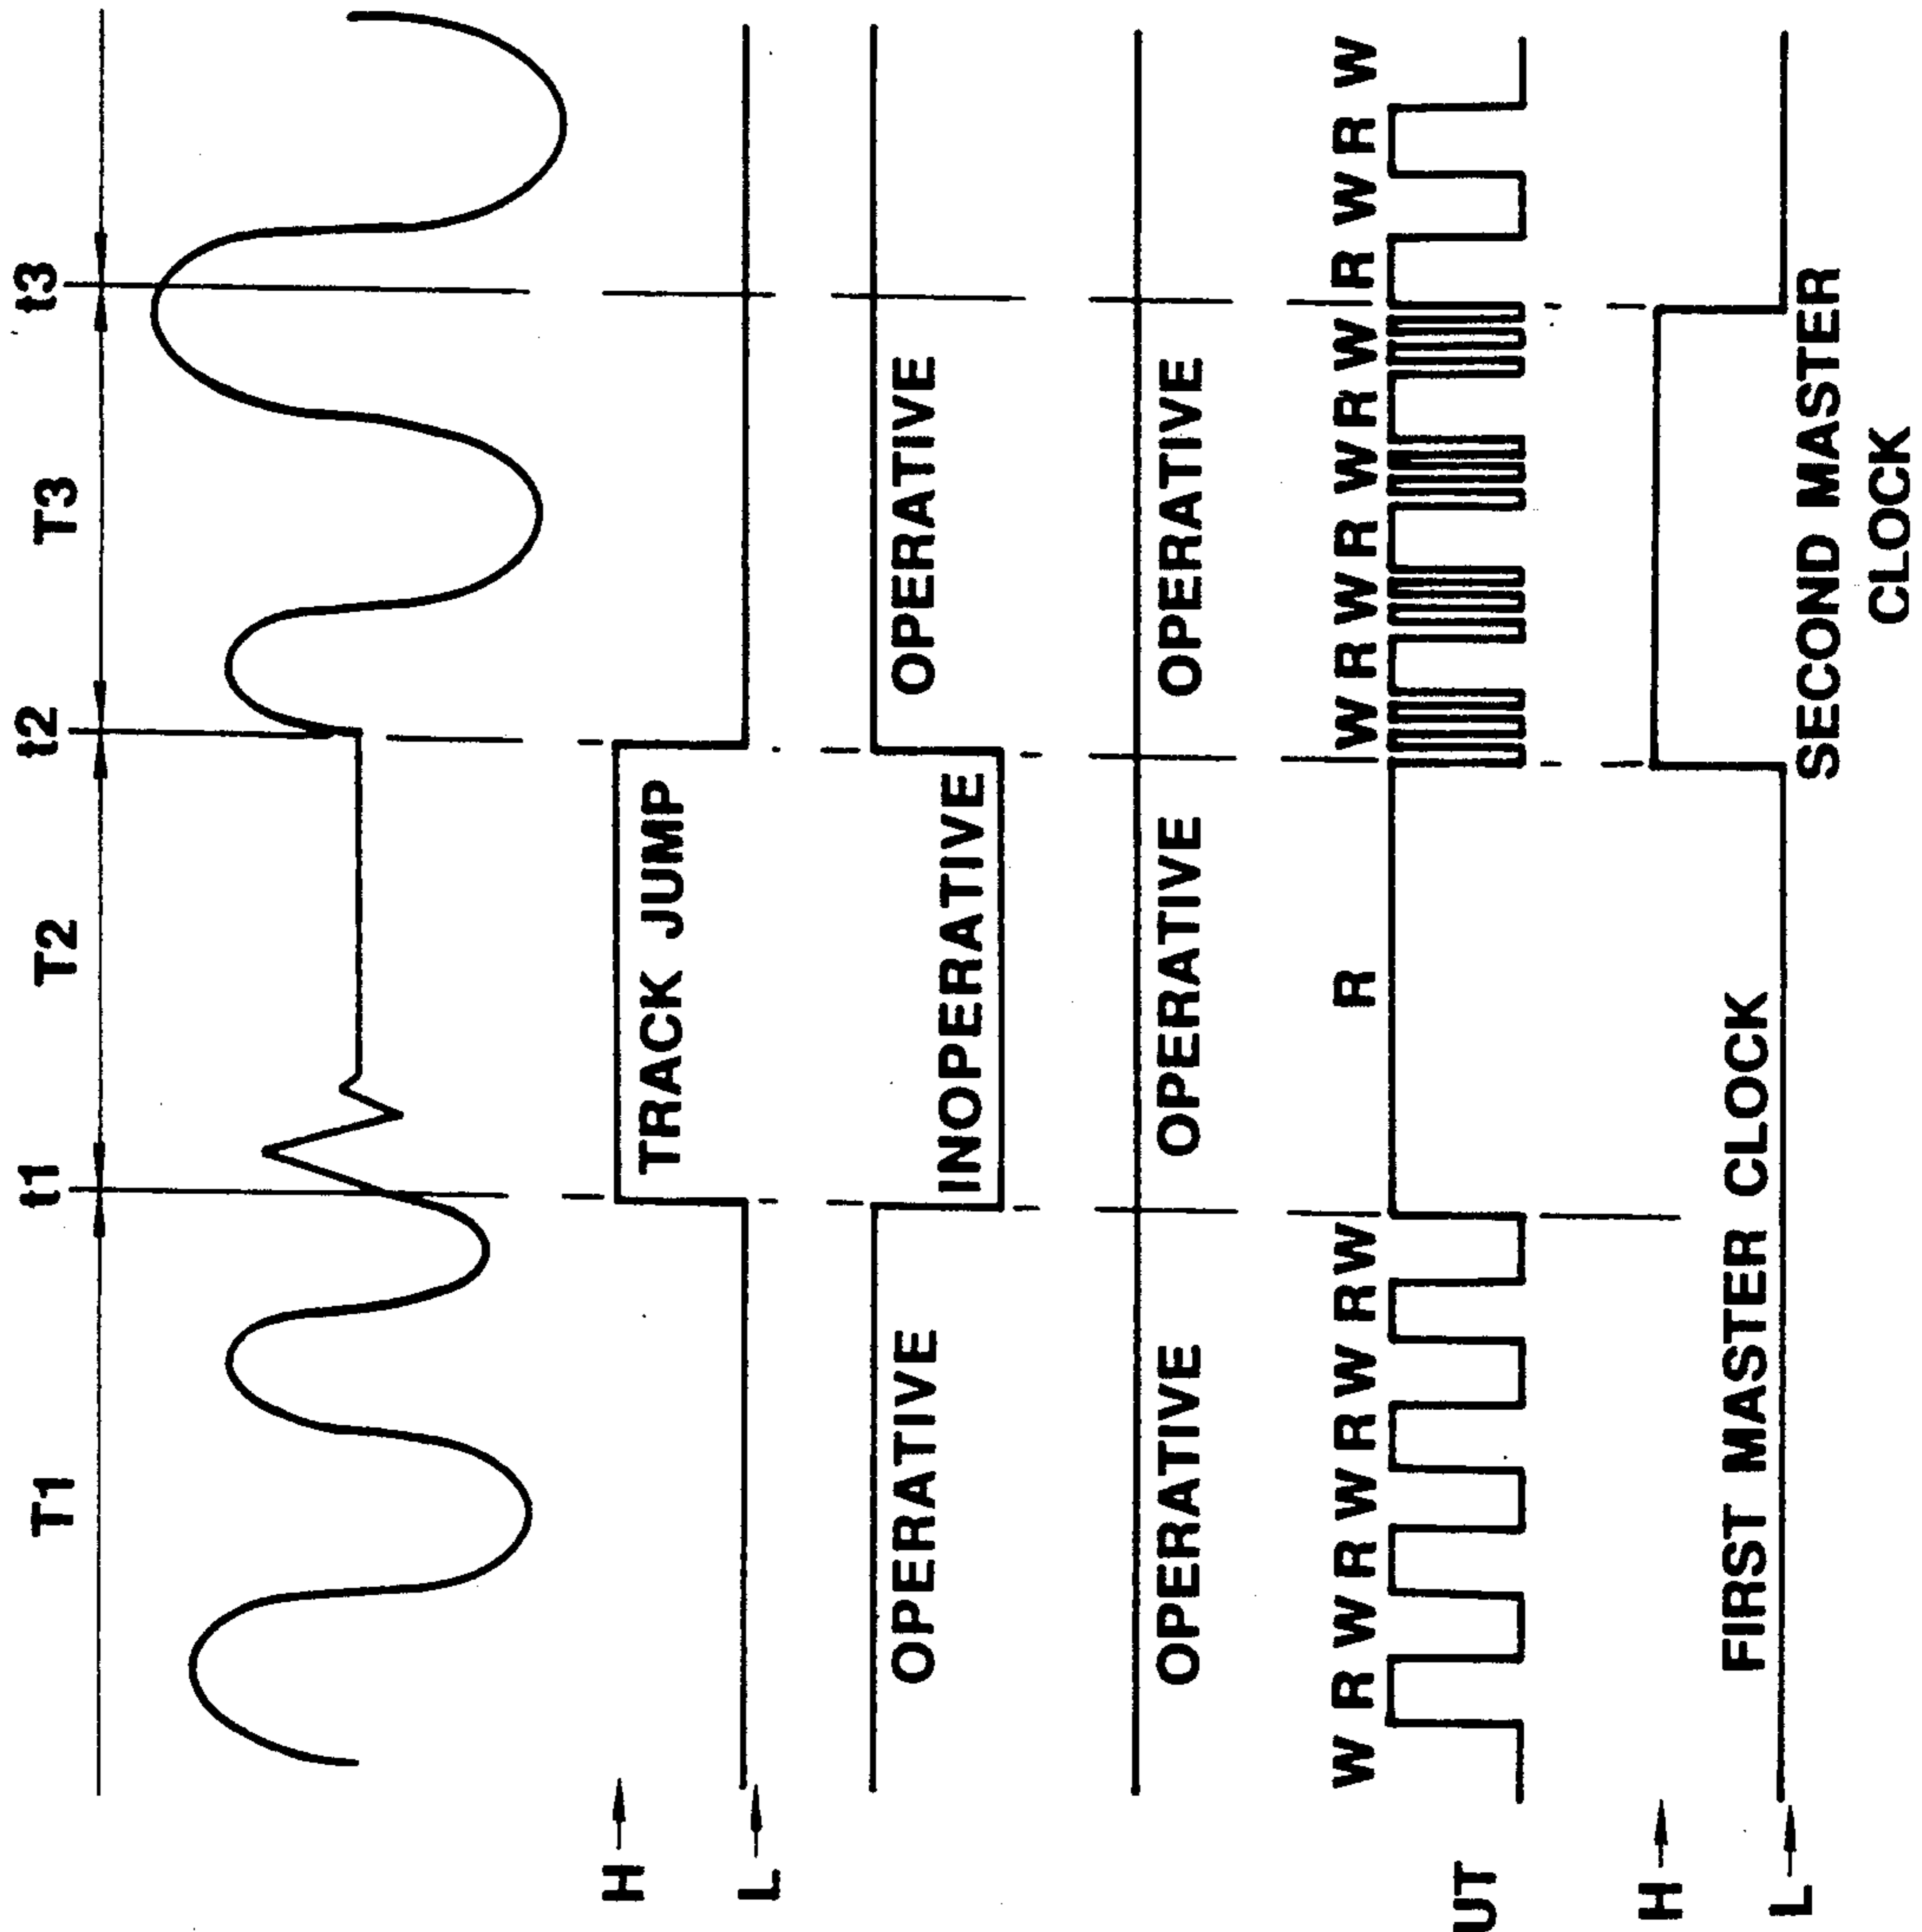 t1 t2 t3
T1 T2 T3
H
TRACK JUMP
L
OPERATIVE INOPERATIVE OPERATIVE
OPERATIVE OPERATIVE OPERATIVE
W R W R W R W R W R W R W R W R W R W R W
UT
H
FIRST MASTER CLOCK
L
SECOND MASTER
CLOCK